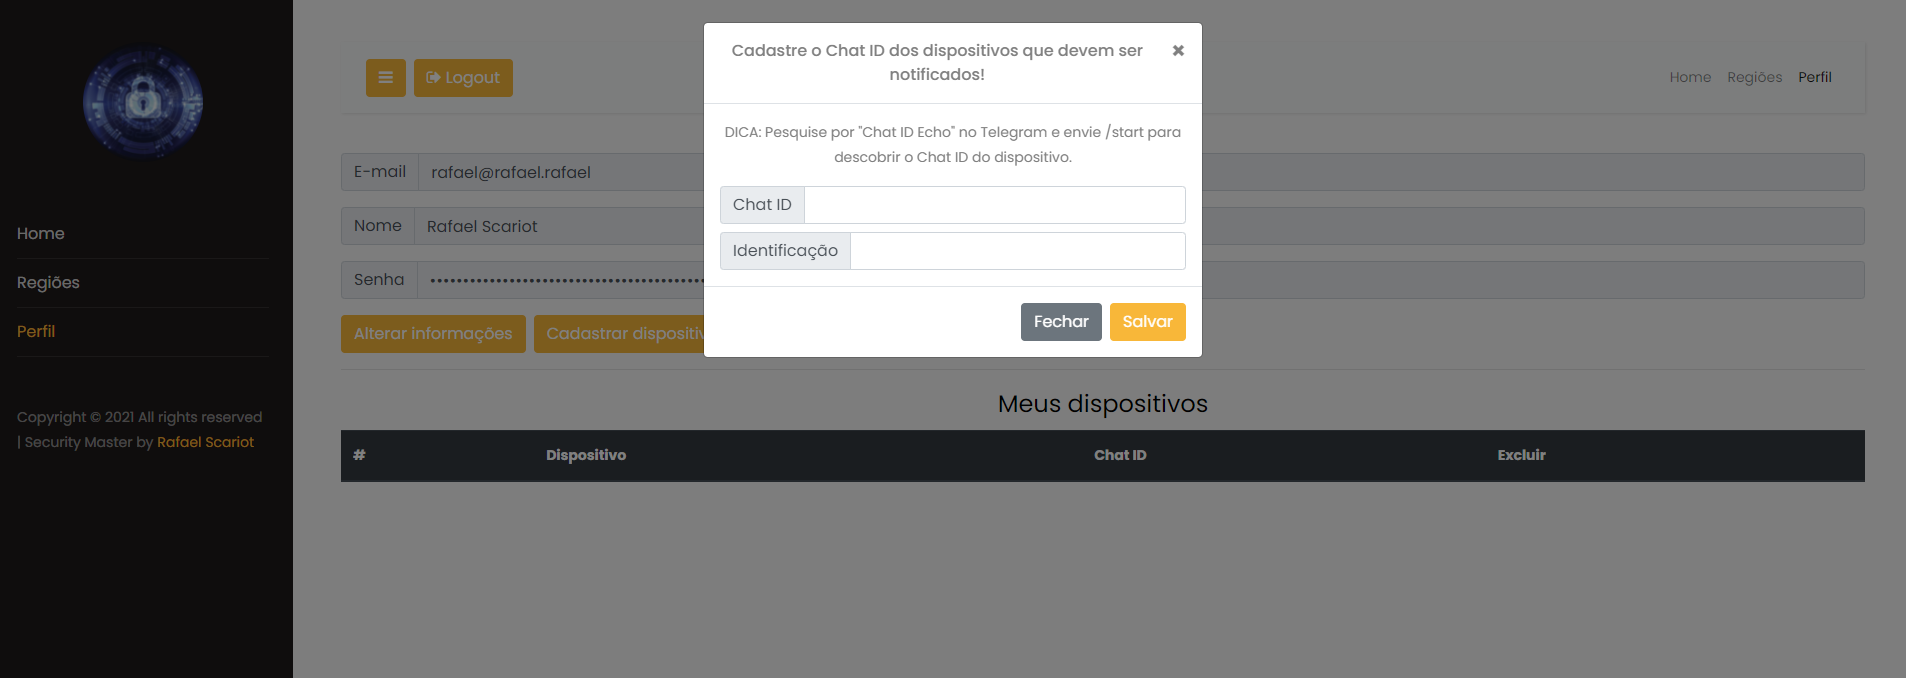 Home
Regiões
Perfil
Copyright © 2021 All rights reserved
| Security Master by Rafael Scariot
Logout
Home Regiões Perfil
E-mail rafael@rafael.rafael
Nome Rafael Scariot
Senha
Alterar informações Cadastrar dispositiv
Cadastre o Chat ID dos dispositivos que devem ser
notificados!
DICA: Pesquise por "Chat ID Echo" no Telegram e envie /start para
descobrir o Chat ID do dispositivo.
Chat ID
Identificação
Fechar Salvar
Meus dispositivos
# Dispositivo Chat ID Excluir